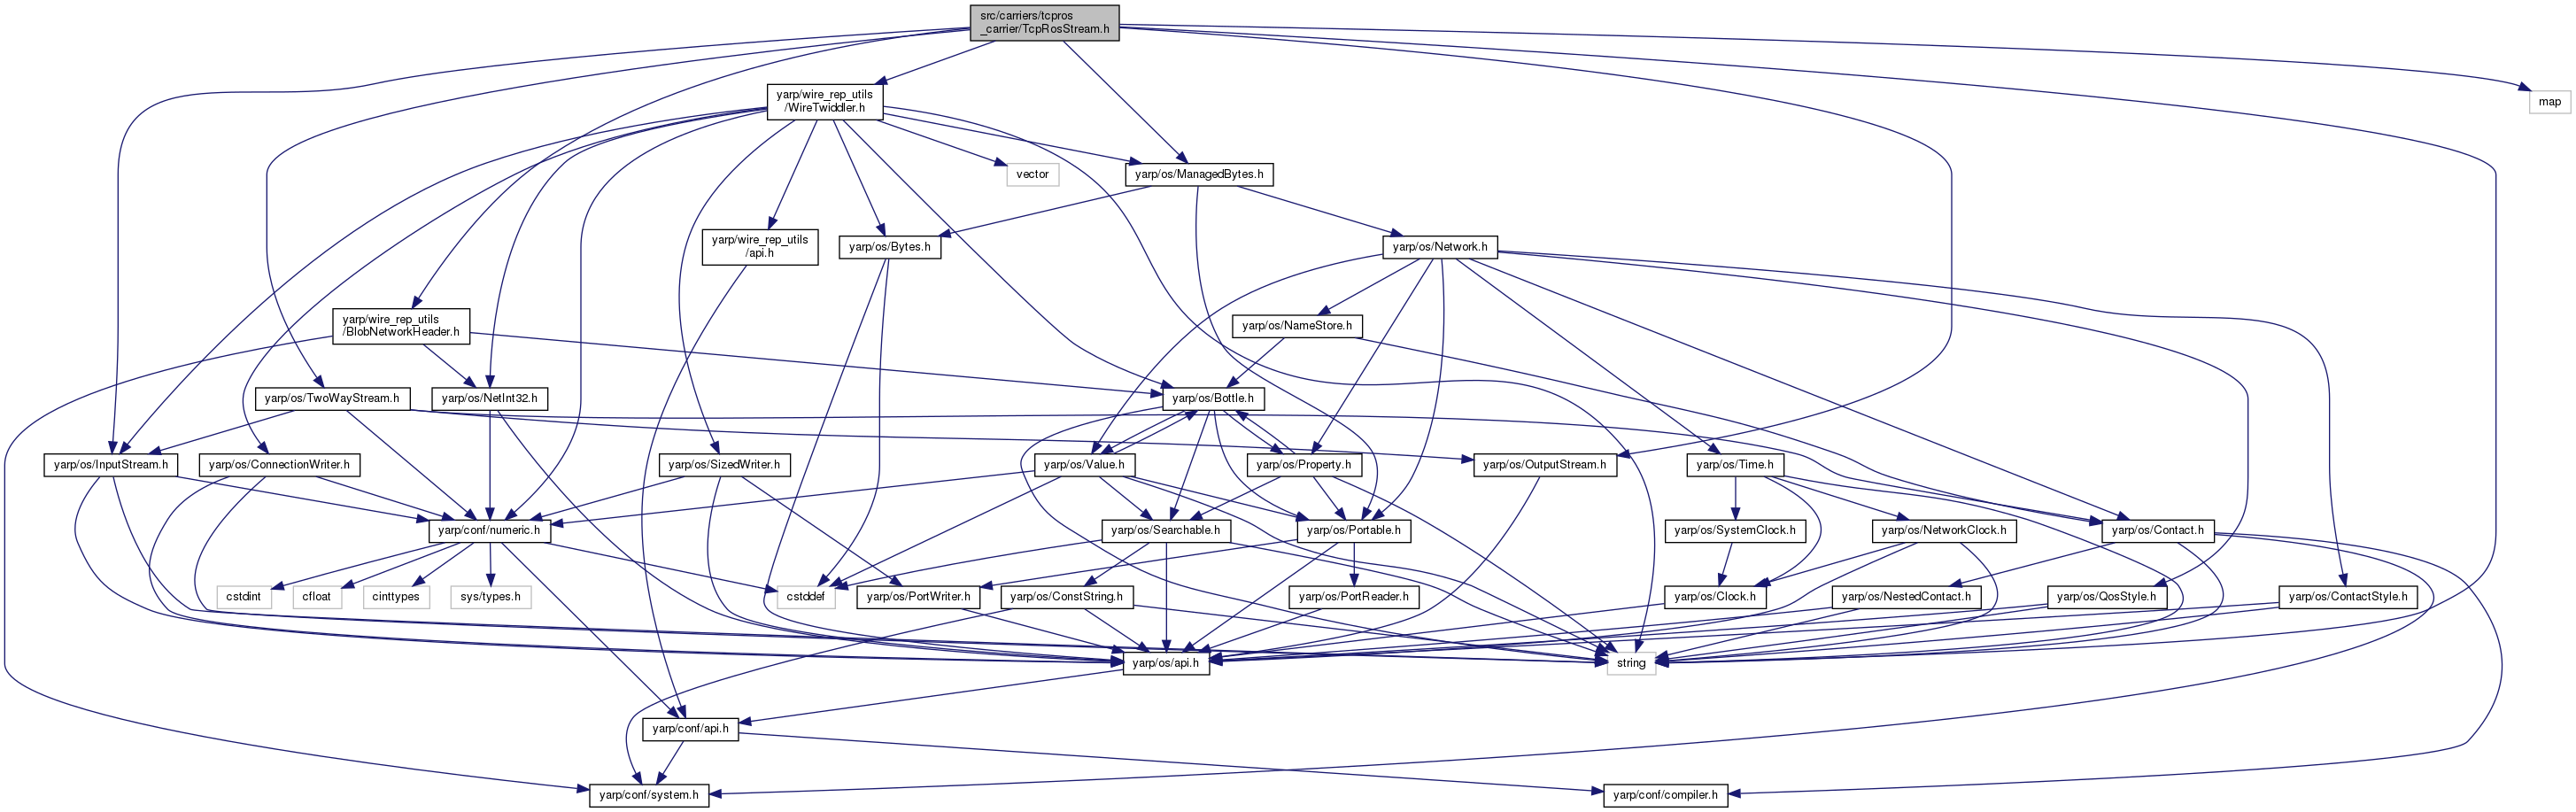 src/carriers/tcpros
_carrier/TcpRosStream.h
yarp/wire_rep_utils
/WireTwiddler.h
map
vector
yarp/os/ManagedBytes.h
yarp/wire_rep_utils
/api.h
yarp/os/Bytes.h
yarp/os/Network.h
yarp/wire_rep_utils
/BlobNetworkHeader.h
yarp/os/NameStore.h
yarp/os/TwoWayStream.h
yarp/os/NetInt32.h
yarp/os/Bottle.h
yarp/os/InputStream.h
yarp/os/ConnectionWriter.h
yarp/os/SizedWriter.h
yarp/os/Value.h
yarp/os/Property.h
yarp/os/OutputStream.h
yarp/os/Time.h
yarp/conf/numeric.h
yarp/os/Searchable.h
yarp/os/Portable.h
yarp/os/SystemClock.h
yarp/os/NetworkClock.h
yarp/os/Contact.h
cstdint
cfloat
cinttypes
sys/types.h
cstddef
yarp/os/PortWriter.h
yarp/os/ConstString.h
yarp/os/PortReader.h
yarp/os/Clock.h
yarp/os/NestedContact.h
yarp/os/QosStyle.h
yarp/os/ContactStyle.h
yarp/os/api.h
string
yarp/conf/api.h
yarp/conf/system.h
yarp/conf/compiler.h